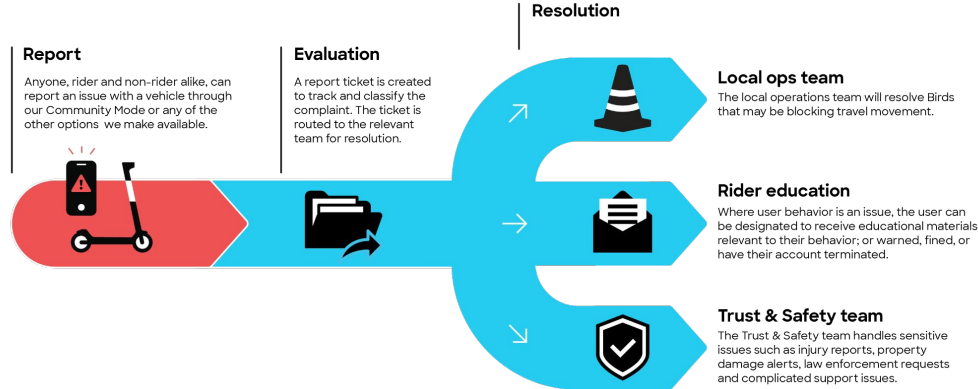 Report
Anyone, rider and non-rider alike, can
report an issue with a vehicle through
our Community Mode or any of the
other options we make available.
Evaluation
A report ticket is created
to track and classify the
complaint. The ticket is
routed to the relevant
team for resolution.
Resolution
Local ops team
The local operations team will resolve Birds
that may be blocking travel movement.
Rider education
Where user behavior is an issue, the user can
be designated to receive educational materials
relevant to their behavior; or warned, fined, or
have their account terminated.
Trust & Safety team
The Trust & Safety team handles sensitive
issues such as injury reports, property
damage alerts, law enforcement requests
and complicated support issues.